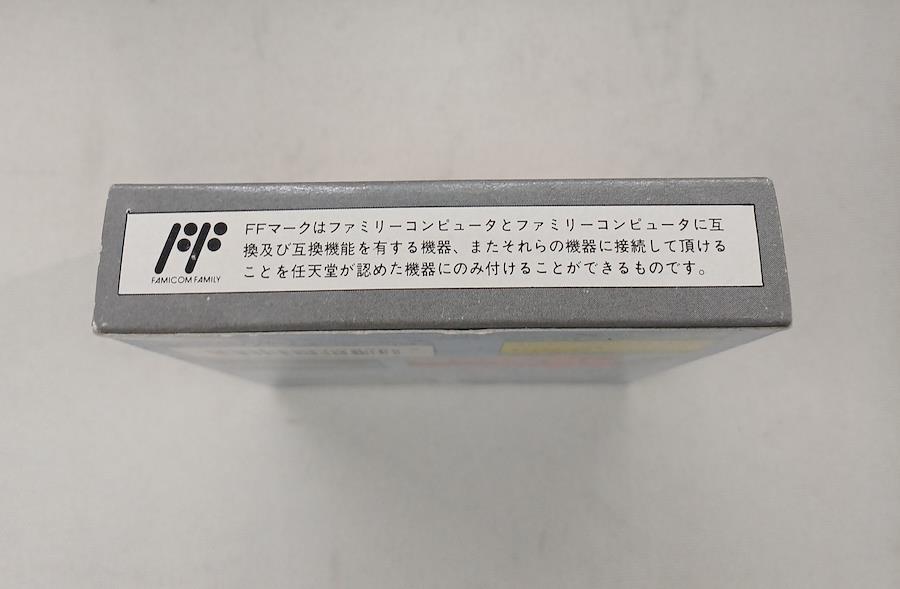 FFマークはファミリーコンピュータとファミリーコンピュータに互
換及び互換機能を有する機器、またそれらの機器に接続して頂ける
ことを任天堂が認めた機器にのみ付けることができるものです。
FF
FAMICOM FAMILY